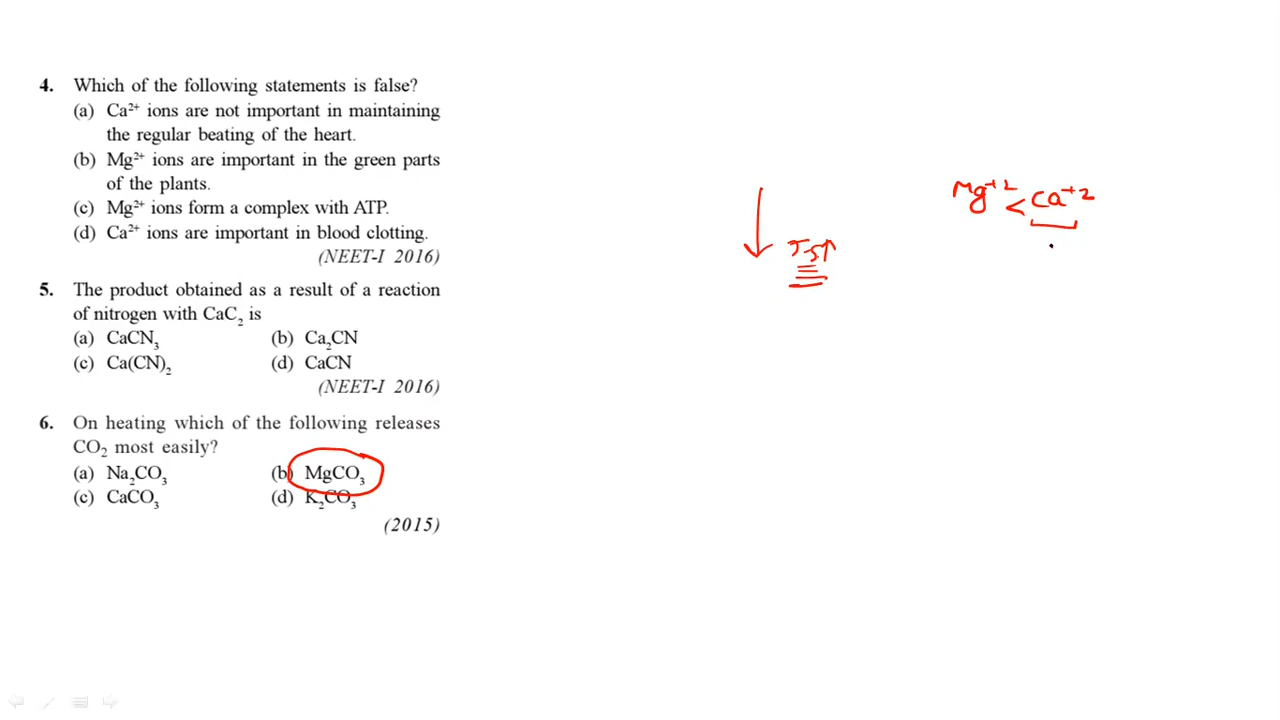 4. Which of the following statements is false?
(a) Ca²⁺ ions are not important in maintaining
the regular beating of the heart.
(b) Mg²⁺ ions are important in the green parts
of the plants.
(c) Mg²⁺ ions form a complex with ATP.
(d) Ca²⁺ ions are important in blood clotting.
(NEET-I 2016)
5. The product obtained as a result of a reaction
of nitrogen with CaC₂ is
(a) CaCN₃ (b) Ca₂CN
(c) Ca(CN)₂ (d) CaCN
(NEET-I 2016)
6. On heating which of the following releases
CO₂ most easily?
(a) Na₂CO₃ (b) MgCO₃
(c) CaCO₃ (d) K₂CO₃
(2015)
T.S↑
Mg⁺² < Ca⁺²